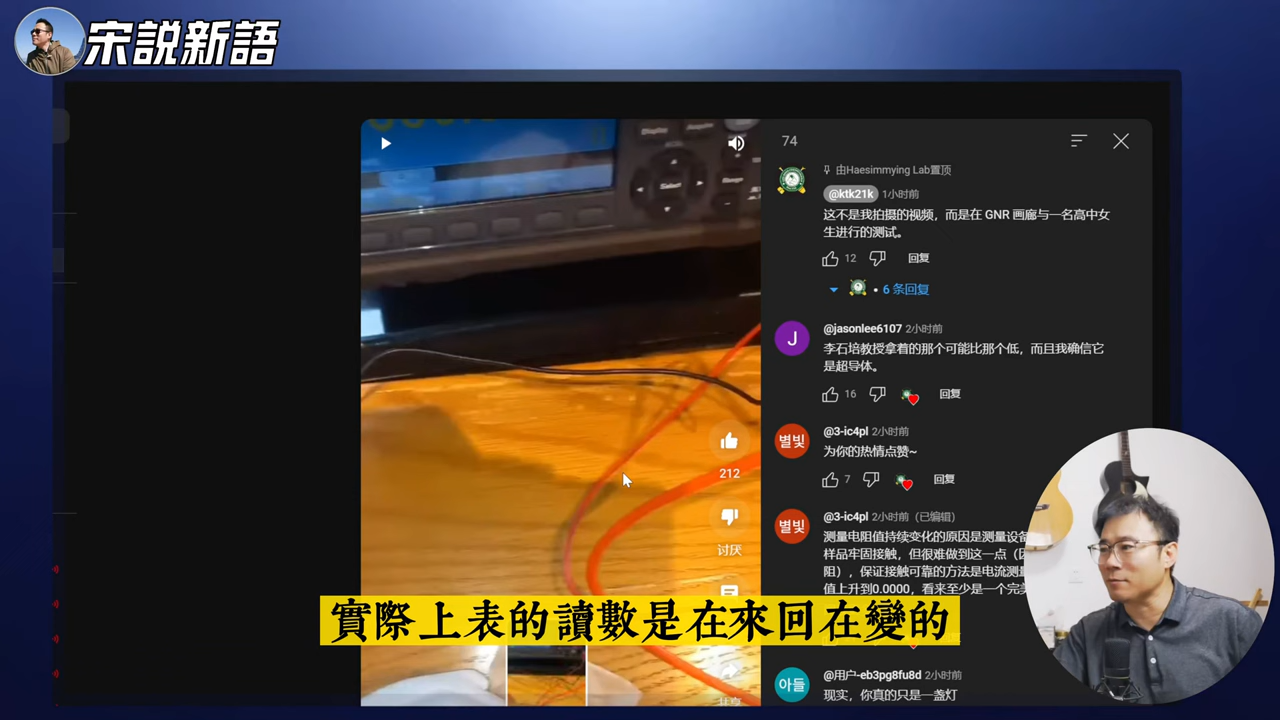 宋説新語
Display
Acquire
Select
Range
74
由Haesimmying Lab置顶
@ktk21k 1小时前
这不是我拍摄的视频，而是在 GNR 画廊与一名高中女
生进行的测试。
12 回复
6 条回复
J
@jasonlee6107 2小时前
李石培教授拿着的那个可能比那个低，而且我确信它
是超导体。
16 回复
별빛
@3-ic4pl 2小时前
为你的热情点赞~
7 回复
별빛
@3-ic4pl 2小时前（已编辑）
测量电阻值持续变化的原因是测量设备
样品牢固接触，但很难做到这一点（因
阻），保证接触可靠的方法是电流测量
值上升到0.0000，看来至少是一个完
212
讨厌
實際上表的讀數是在來回在變的
아들
@用户-eb3pg8fu8d 2小时前
现实，你真的只是一盏灯